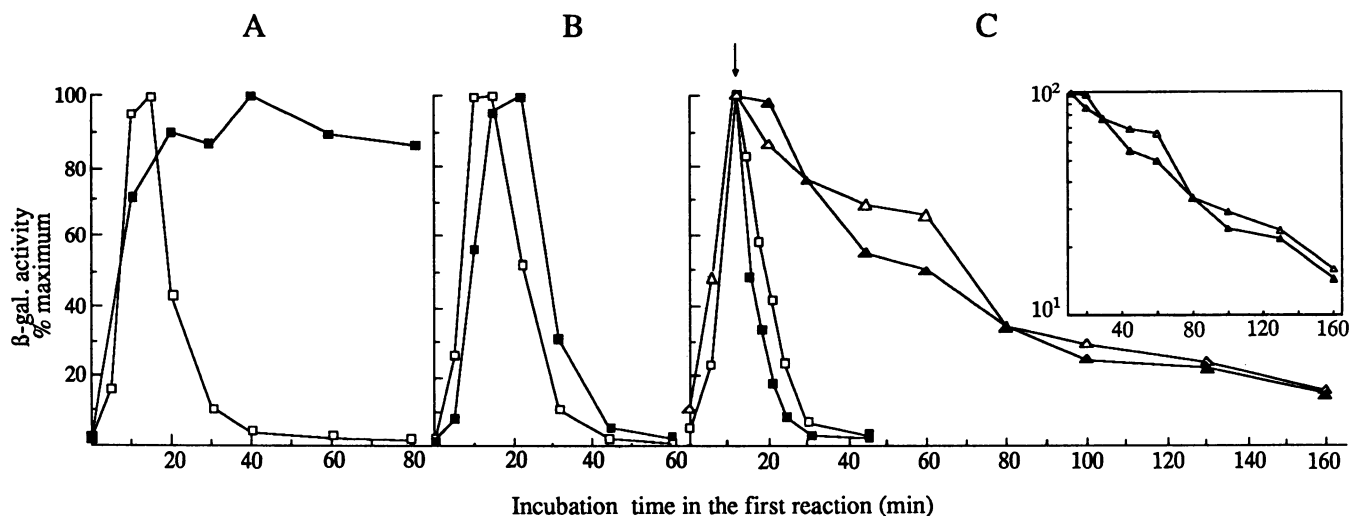 A B C
ß-gal. activity
% maximum
100
80
60
40
20
20 40 60 80
20 40 60
20 40 60 80 100 120 140 160
10²
10¹
40 80 120 160
Incubation time in the first reaction (min)